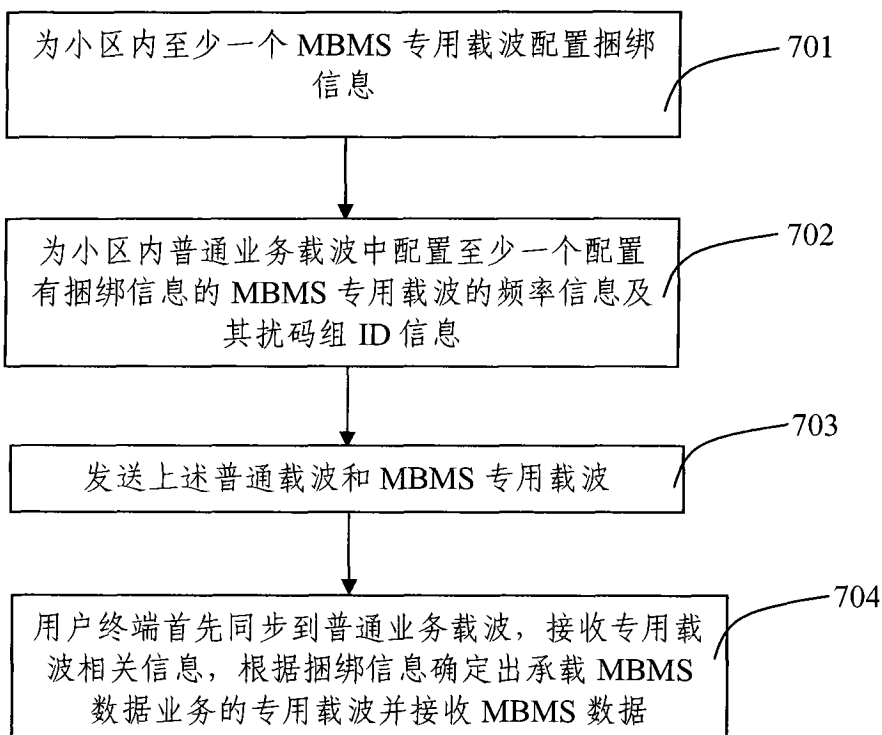 为小区内至少一个 MBMS 专用载波配置捆绑
信息
701
为小区内普通业务载波中配置至少一个配置
有捆绑信息的 MBMS 专用载波的频率信息及
其扰码组 ID 信息
702
发送上述普通载波和 MBMS 专用载波
703
用户终端首先同步到普通业务载波，接收专用载
波相关信息，根据捆绑信息确定出承载 MBMS
数据业务的专用载波并接收 MBMS 数据
704